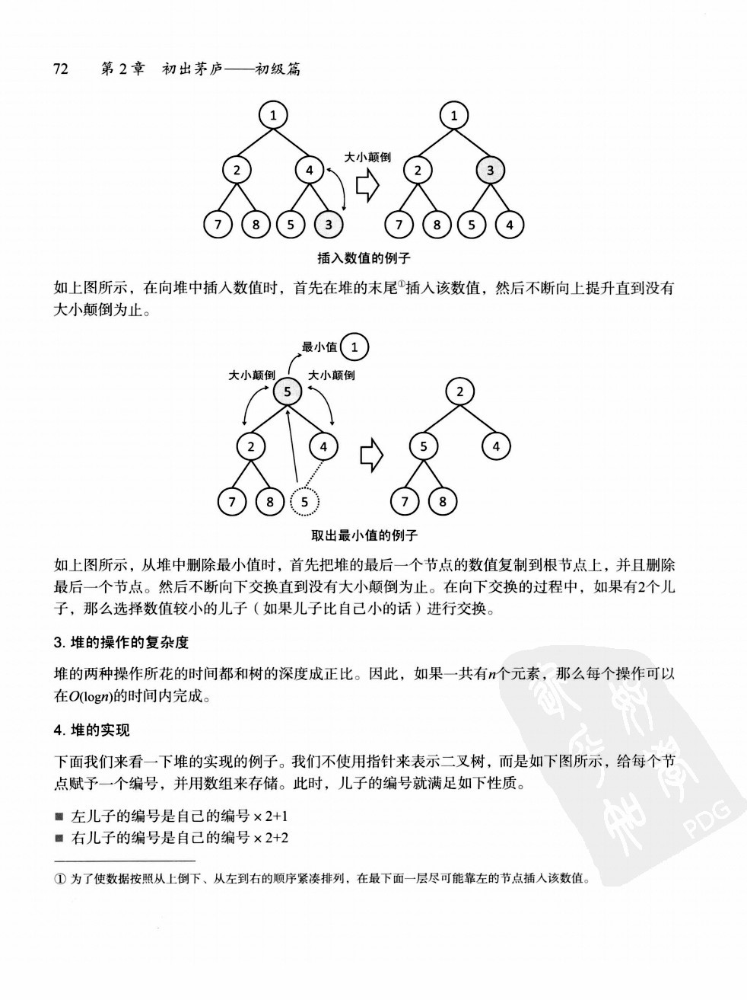 72 第2章 初出茅庐——初级篇
1 1
大小颠倒
2 4 2 3
7 8 5 3 7 8 5 4
插入数值的例子
如上图所示，在向堆中插入数值时，首先在堆的末尾①插入该数值，然后不断向上提升直到没有
大小颠倒为止。
最小值 1
大小颠倒 大小颠倒
5 2
2 4 5 4
7 8 5 7 8
取出最小值的例子
如上图所示，从堆中删除最小值时，首先把堆的最后一个节点的数值复制到根节点上，并且删除
最后一个节点。然后不断向下交换直到没有大小颠倒为止。在向下交换的过程中，如果有2个儿
子，那么选择数值较小的儿子（如果儿子比自己小的话）进行交换。
3. 堆的操作的复杂度
堆的两种操作所花的时间都和树的深度成正比。因此，如果一共有n个元素，那么每个操作可以
在O(logn)的时间内完成。
4. 堆的实现
下面我们来看一下堆的实现的例子。我们不使用指针来表示二叉树，而是如下图所示，给每个节
点赋予一个编号，并用数组来存储。此时，儿子的编号就满足如下性质。
■ 左儿子的编号是自己的编号×2+1
■ 右儿子的编号是自己的编号×2+2
① 为了使数据按照从上倒下、从左到右的顺序紧凑排列，在最下面一层尽可能靠左的节点插入该数值。
PDG